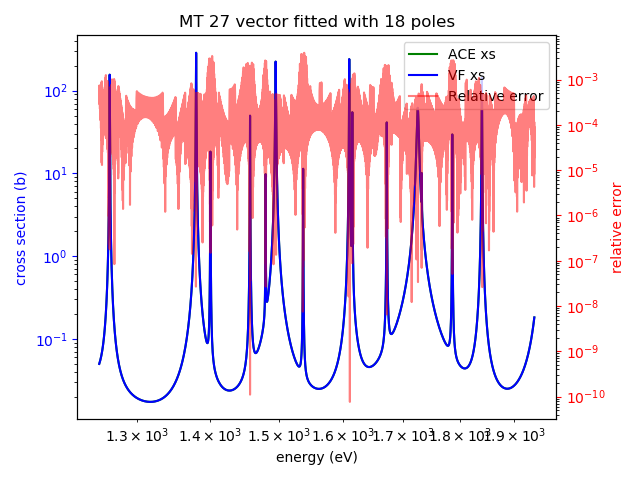 MT 27 vector fitted with 18 poles
ACE xs
VF xs
Relative error
cross section (b)
10²
10¹
10⁰
10⁻¹
10⁻³
10⁻⁴
10⁻⁵
10⁻⁶
10⁻⁷
10⁻⁸
10⁻⁹
10⁻¹⁰
relative error
1.3 × 10³ 1.4 × 10³ 1.5 × 10³ 1.6 × 10³ 1.7 × 10³ 1.8 × 10³ 1.9 × 10³
energy (eV)